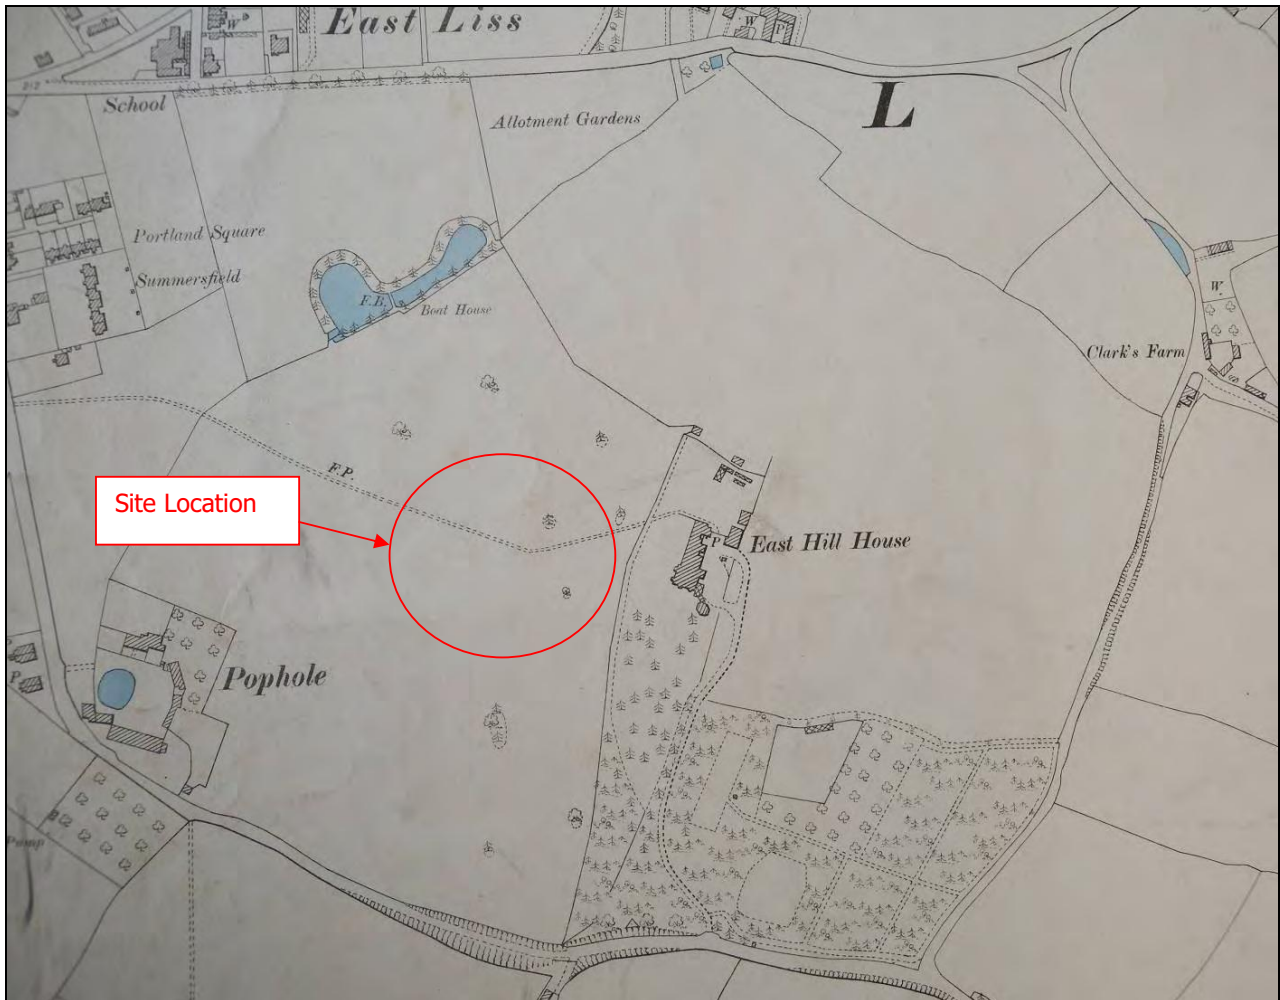 East Liss
W
W
P
212
School
Allotment Gardens
L
Portland Square
Summersfield
F.B.
Boat House
W.
Clark's Farm
F.P.
Site Location
P
East Hill House
Pophole
P
Pump